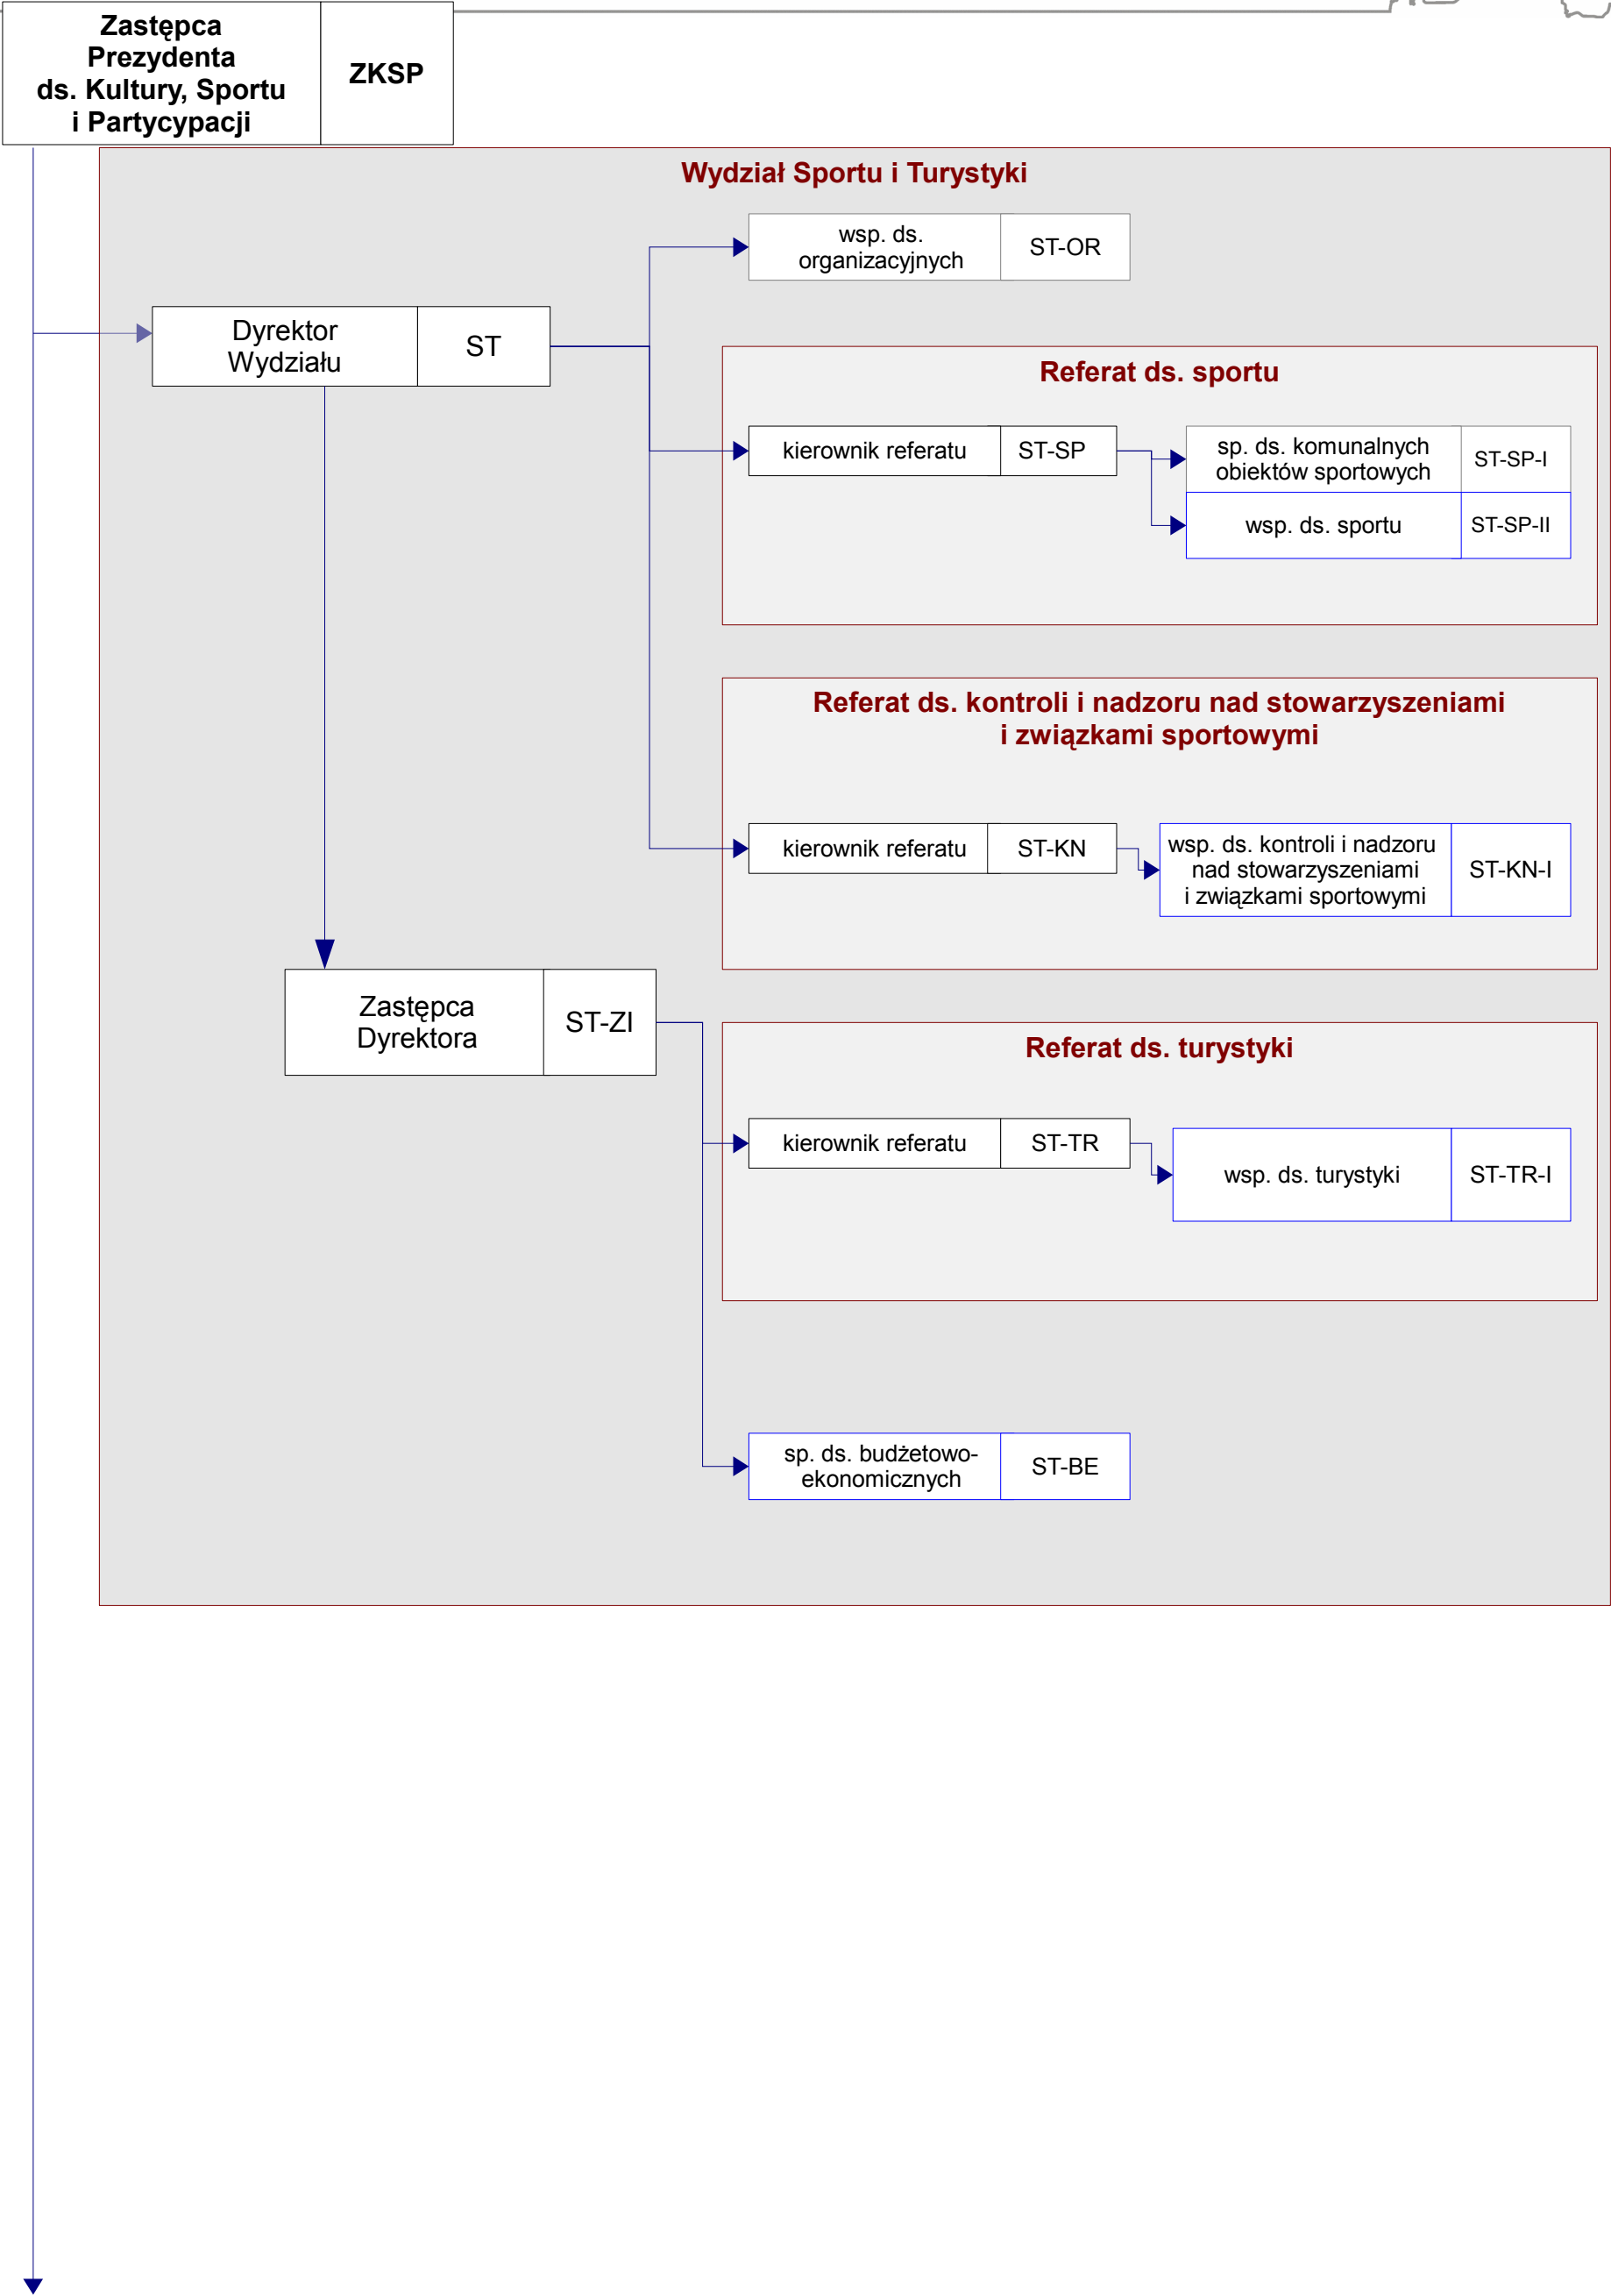 Zastępca
Prezydenta
ds. Kultury, Sportu
i Partycypacji
ZKSP
Wydział Sportu i Turystyki
wsp. ds.
organizacyjnych
ST-OR
Dyrektor
Wydziału
ST
Referat ds. sportu
kierownik referatu
ST-SP
sp. ds. komunalnych
obiektów sportowych
ST-SP-I
wsp. ds. sportu
ST-SP-II
Referat ds. kontroli i nadzoru nad stowarzyszeniami
i związkami sportowymi
kierownik referatu
ST-KN
wsp. ds. kontroli i nadzoru
nad stowarzyszeniami
i związkami sportowymi
ST-KN-I
Zastępca
Dyrektora
ST-ZI
Referat ds. turystyki
kierownik referatu
ST-TR
wsp. ds. turystyki
ST-TR-I
sp. ds. budżetowo-
ekonomicznych
ST-BE